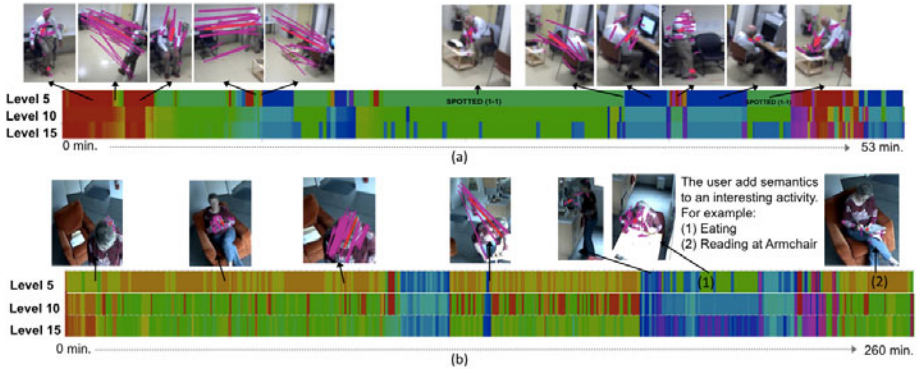 Level 5
SPOTTED (1-1)
SPOTTED (1-1)
Level 10
Level 15
0 min.
53 min.
(a)
The user add semantics
to an interesting activity.
For example:
(1) Eating
(2) Reading at Armchair
Level 5
(1)
(2)
Level 10
Level 15
0 min.
260 min.
(b)